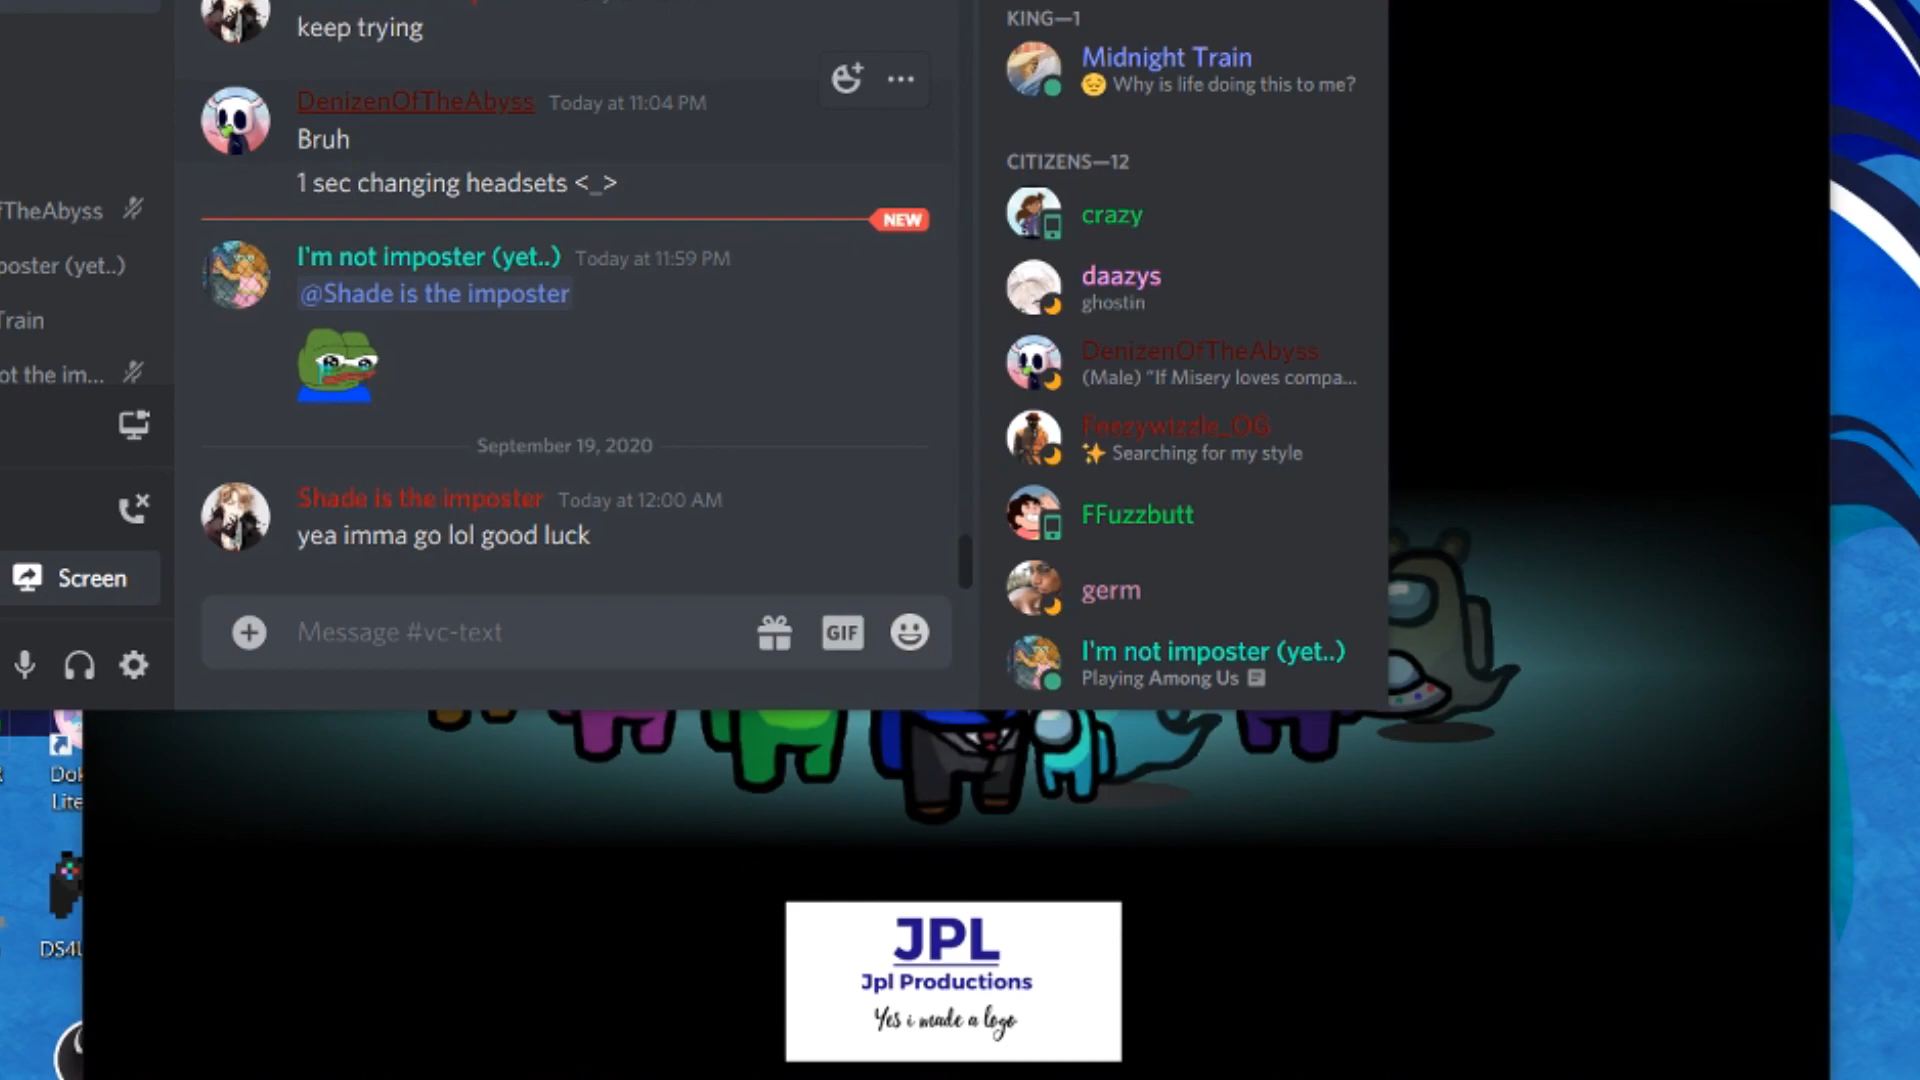 keep trying
DenizenOfTheAbyss Today at 11:04 PM
Bruh
1 sec changing headsets <_>
NEW
I'm not imposter (yet..) Today at 11:59 PM
@Shade is the imposter
September 19, 2020
Shade is the imposter Today at 12:00 AM
yea imma go lol good luck
Message #vc-text
GIF
fTheAbyss
poster (yet..)
Train
ot the im...
Screen
KING—1
Midnight Train
Why is life doing this to me?
CITIZENS—12
crazy
daazys
ghostin
DenizenOfTheAbyss
(Male) "If Misery loves compa...
Feezywizzle_OG
Searching for my style
FFuzzbutt
germ
I'm not imposter (yet..)
Playing Among Us
Dok
Lite
DS4
JPL
Jpl Productions
Yes i made a logo